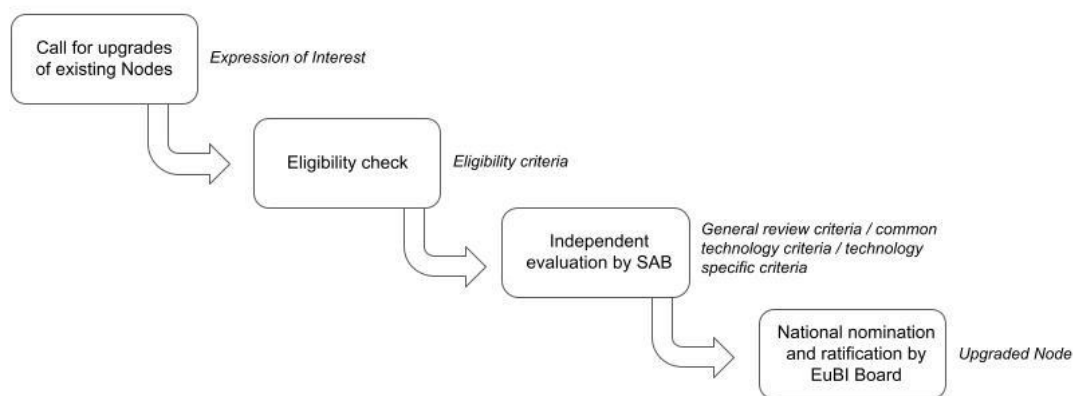 Call for upgrades
of existing Nodes
Expression of Interest
Eligibility check
Eligibility criteria
Independent
evaluation by SAB
General review criteria / common
technology criteria / technology
specific criteria
National nomination
and ratification by
EuBI Board
Upgraded Node